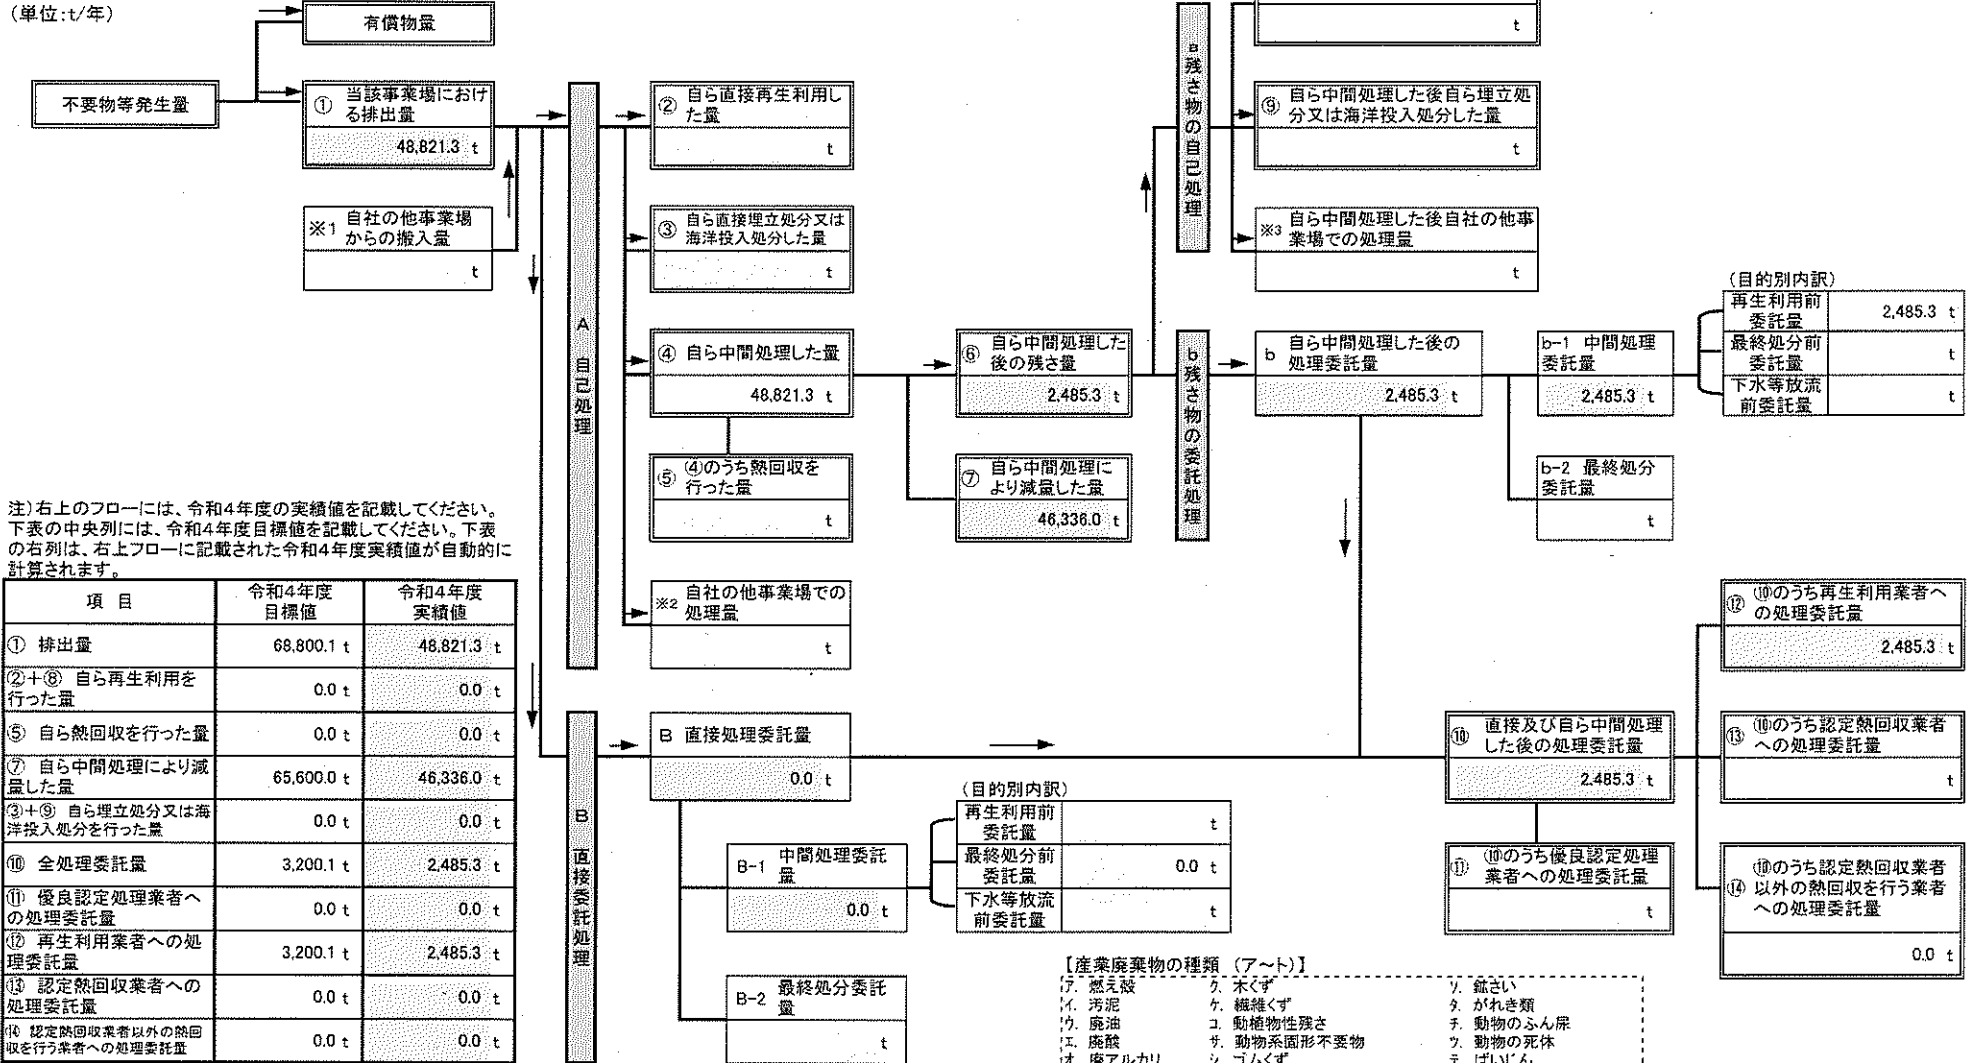 (単位:t/年)
有償物量
不要物等発生量
① 当該事業場におけ
る排出量
48,821.3 t
※1 自社の他事業場
からの搬入量
t
A 自己処理
② 自ら直接再生利用し
た量
t
③ 自ら直接埋立処分又は
海洋投入処分した量
t
④ 自ら中間処理した量
48,821.3 t
⑤ ④のうち熱回収を
行った量
t
※2 自社の他事業場での
処理量
t
⑥ 自ら中間処理した
後の残さ量
2,485.3 t
⑦ 自ら中間処理に
より減量した量
46,336.0 t
a 残さ物の自己処理
t
⑨ 自ら中間処理した後自ら埋立処
分又は海洋投入処分した量
t
※3 自ら中間処理した後自社の他事
業場での処理量
t
b 残さ物の委託処理
b 自ら中間処理した後の
処理委託量
2,485.3 t
b-1 中間処理
委託量
2,485.3 t
b-2 最終処分
委託量
t
(目的別内訳)
再生利用前
委託量
2,485.3 t
最終処分前
委託量
t
下水等放流
前委託量
t
注)右上のフローには、令和4年度の実績値を記載してください。
下表の中央列には、令和4年度目標値を記載してください。下表
の右列は、右上フローに記載された令和4年度実績値が自動的に
計算されます。
項 目 令和4年度 目標値 令和4年度 実績値
① 排出量 68,800.1 t 48,821.3 t
②+⑧ 自ら再生利用を
行った量 0.0 t 0.0 t
⑤ 自ら熱回収を行った量 0.0 t 0.0 t
⑦ 自ら中間処理により減
量した量 65,600.0 t 46,336.0 t
③+⑨ 自ら埋立処分又は海
洋投入処分を行った量 0.0 t 0.0 t
⑩ 全処理委託量 3,200.1 t 2,485.3 t
⑪ 優良認定処理業者へ
の処理委託量 0.0 t 0.0 t
⑫ 再生利用業者への処
理委託量 3,200.1 t 2,485.3 t
⑬ 認定熱回収業者への
処理委託量 0.0 t 0.0 t
⑭ 認定熱回収業者以外の熱回
収を行う業者への処理委託量 0.0 t 0.0 t
B 直接委託処理
B 直接処理委託量
0.0 t
B-1 中間処理委託
量
0.0 t
B-2 最終処分委託
量
t
(目的別内訳)
再生利用前
委託量
t
最終処分前
委託量
0.0 t
下水等放流
前委託量
t
⑩ 直接及び自ら中間処理
した後の処理委託量
2,485.3 t
⑪ ⑩のうち優良認定処理
業者への処理委託量
t
⑫ ⑩のうち再生利用業者へ
の処理委託量
2,485.3 t
⑬ ⑩のうち認定熱回収業者
への処理委託量
t
⑭ ⑩のうち認定熱回収業者
以外の熱回収を行う業者
への処理委託量
0.0 t
【産業廃棄物の種類 (ア～ト)】
ア. 燃え殻 ク. 木くず ソ. 鉱さい
イ. 汚泥 ケ. 繊維くず タ. がれき類
ウ. 廃油 コ. 動植物性残さ チ. 動物のふん尿
エ. 廃酸 サ. 動物系固形不要物 ツ. 動物の死体
オ. 廃アルカリ シ. ゴムくず テ. ばいじん